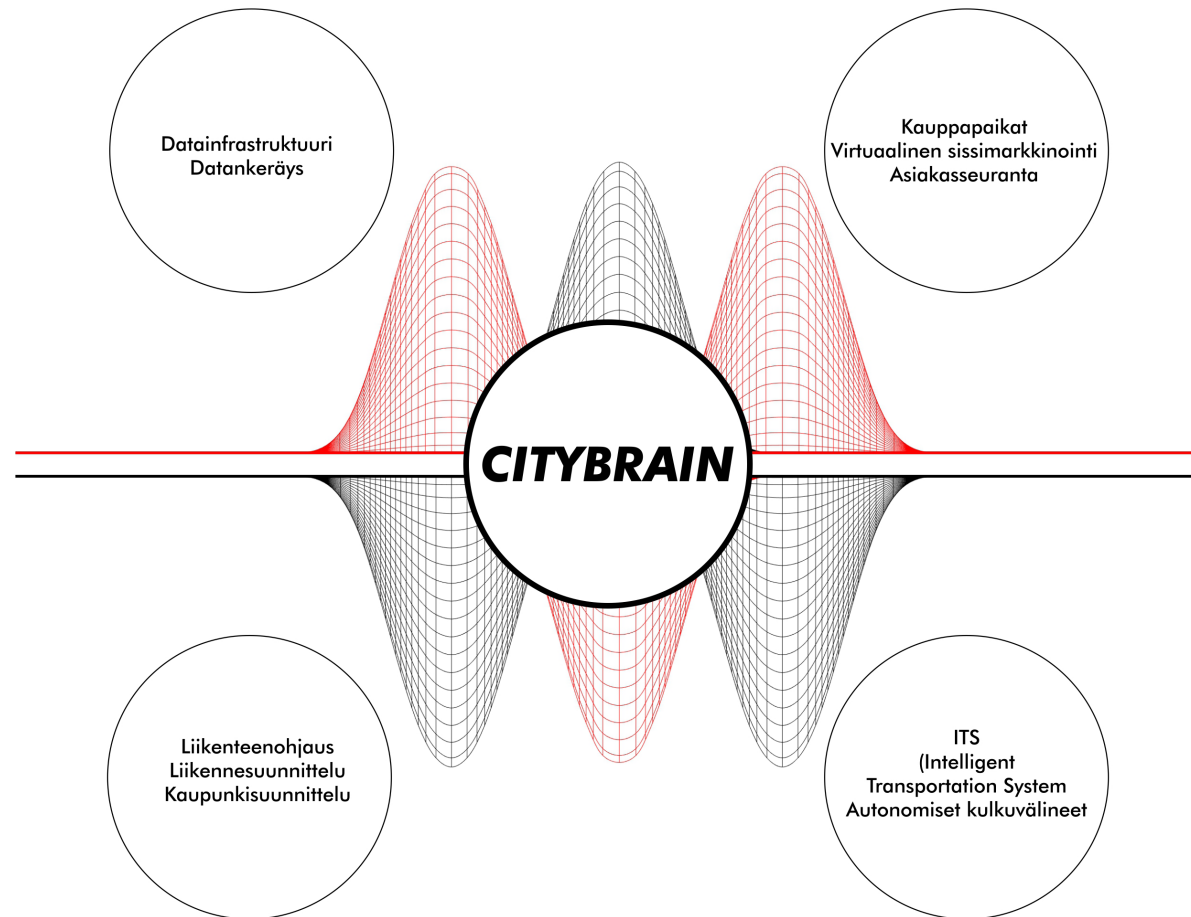 Datainfrastruktuuri
Datankeräys
Kauppapaikat
Virtuaalinen sissimarkkinointi
Asiakasseuranta
CITYBRAIN
Liikenteenohjaus
Liikennesuunnittelu
Kaupunkisuunnittelu
ITS
(Intelligent
Transportation System
Autonomiset kulkuvälineet